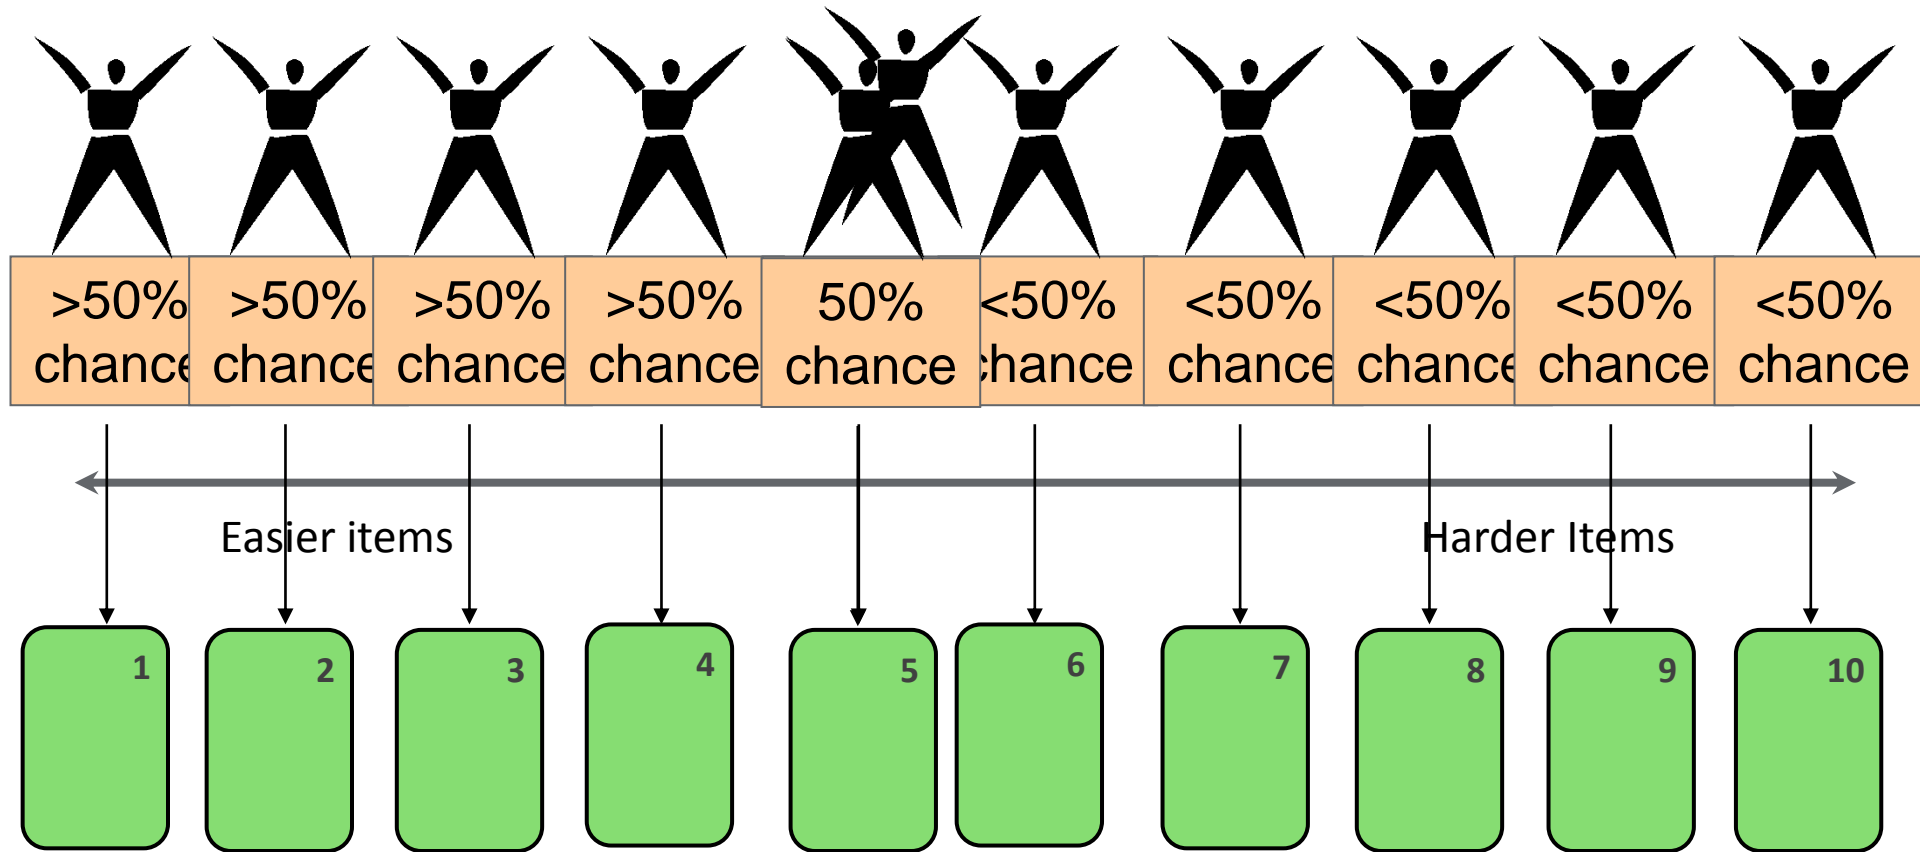 >50% >50% >50% >50% 50% <50% <50% <50% <50% <50%
chance chance chance chance chance chance chance chance chance chance
Easier items Harder Items
1 2 3 4 5 6 7 8 9 10